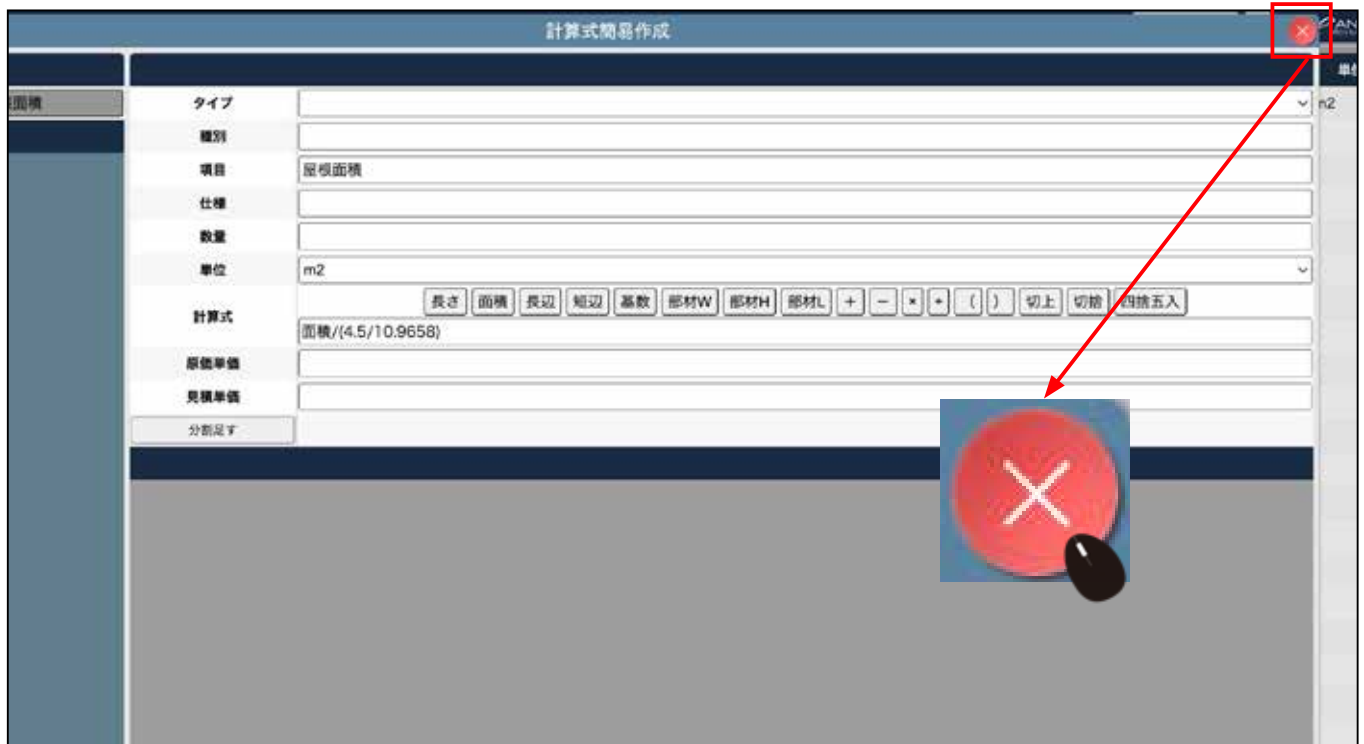 計算式簡易作成
面積
タイプ
種別
項目
屋根面積
仕様
数量
単位
m2
計算式
長さ 面積 長辺 短辺 基数 部材W 部材H 部材L + − × ÷ ( ) 切上 切捨 四捨五入
面積/(4.5/10.9658)
原価単価
見積単価
分割足す